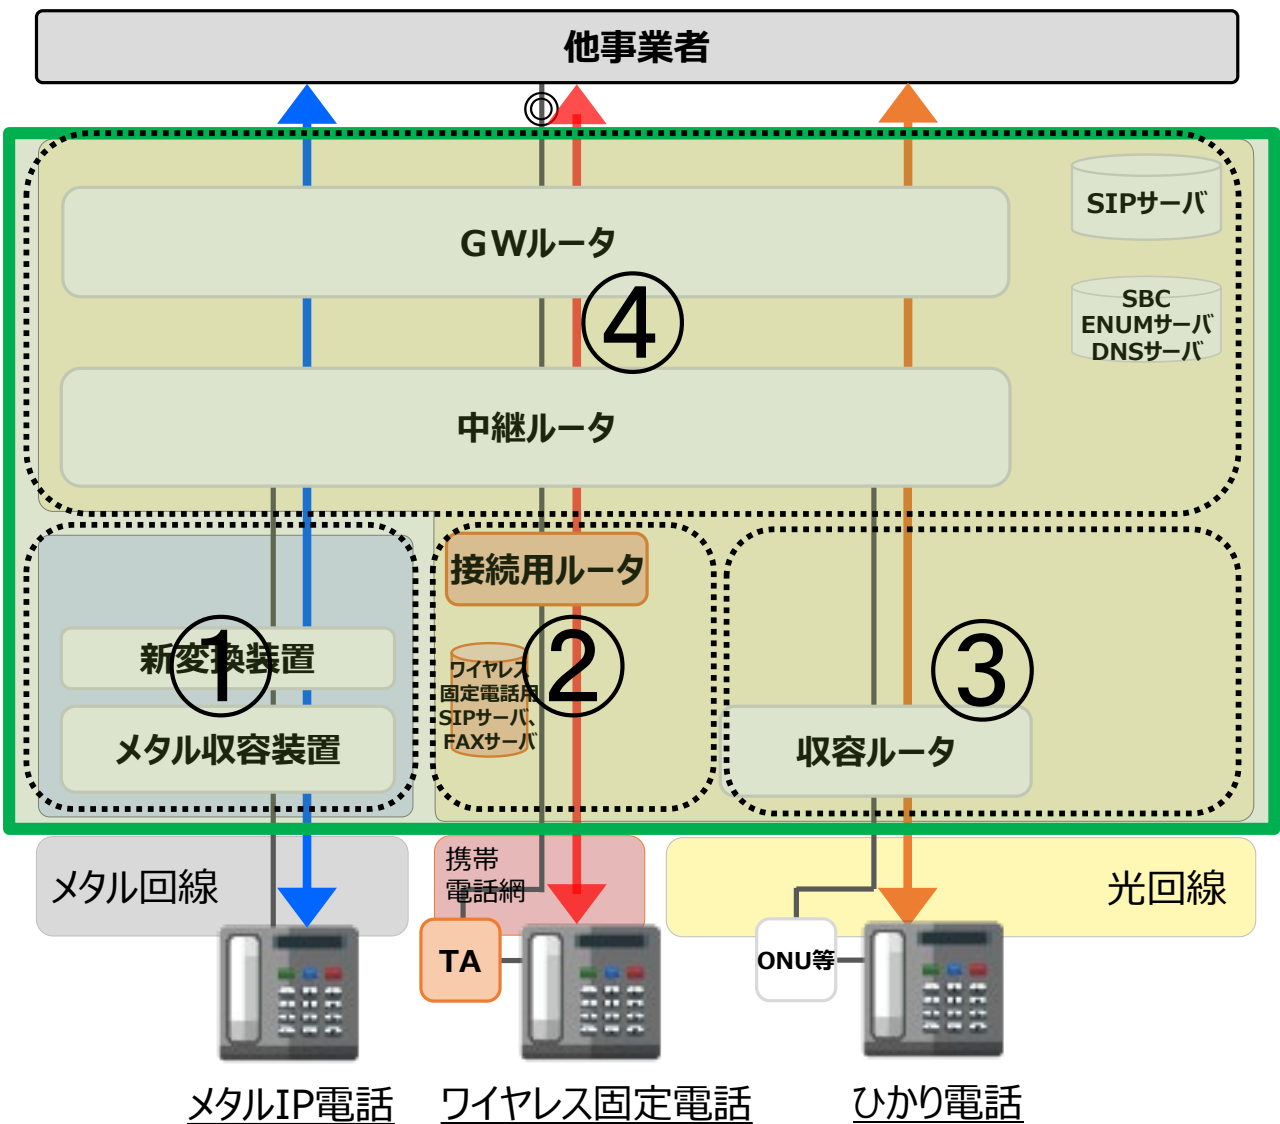 他事業者
◎
SIPサーバ
GWルータ
SBC
ENUMサーバ
DNSサーバ
④
中継ルータ
接続用ルータ
①
新変換装置
②
ワイヤレス
固定電話用
SIPサーバ、
FAXサーバ
③
メタル収容装置
収容ルータ
メタル回線
携帯
電話網
光回線
TA
ONU等
メタルIP電話
ワイヤレス固定電話
ひかり電話